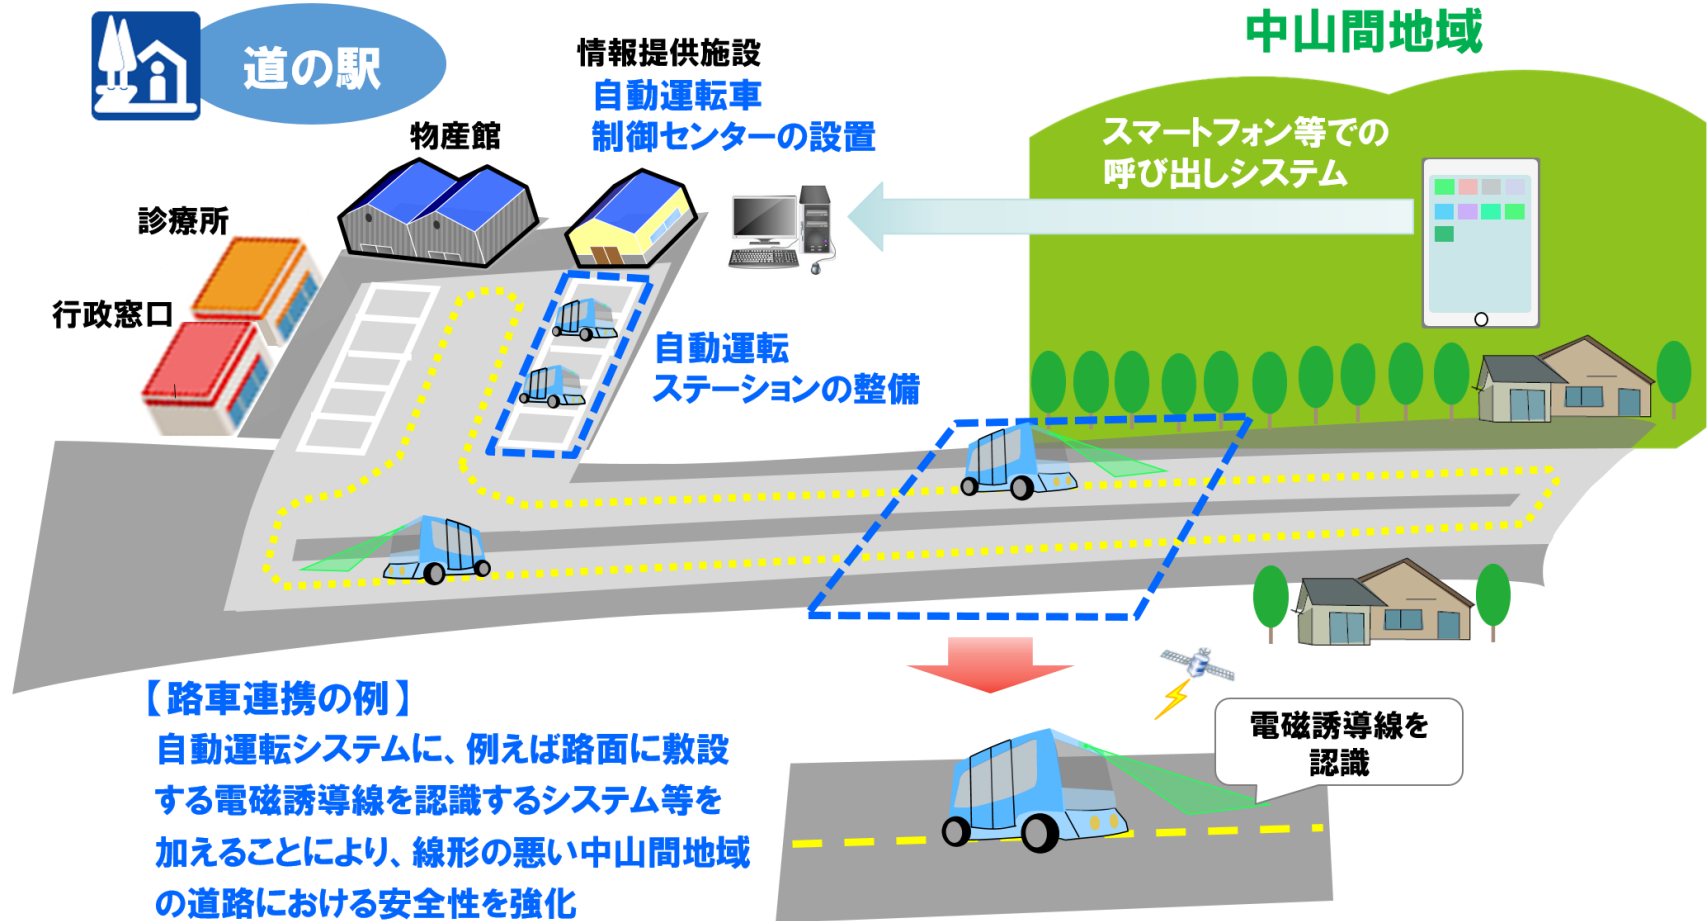 道の駅
情報提供施設
自動運転車
制御センターの設置
中山間地域
物産館
スマートフォン等での
呼び出しシステム
診療所
行政窓口
自動運転
ステーションの整備
【路車連携の例】
自動運転システムに、例えば路面に敷設
する電磁誘導線を認識するシステム等を
加えることにより、線形の悪い中山間地域
の道路における安全性を強化
電磁誘導線を
認識